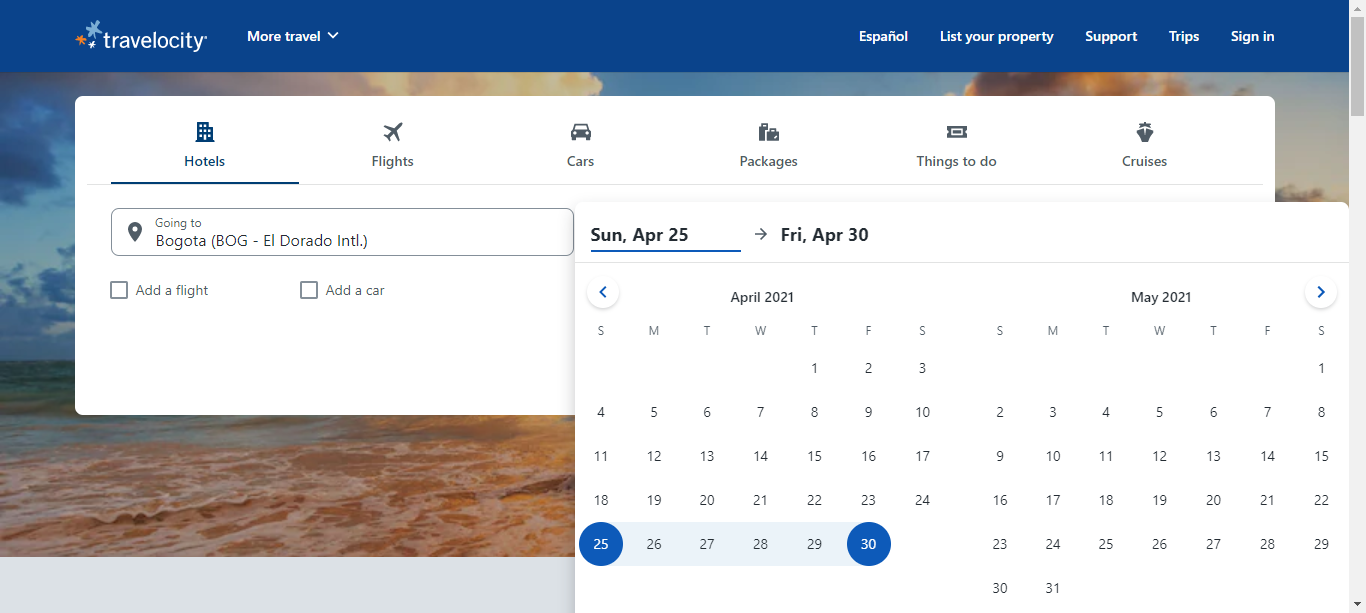 travelocity
More travel
Español
List your property
Support
Trips
Sign in
Hotels
Flights
Cars
Packages
Things to do
Cruises
Going to
Bogota (BOG - El Dorado Intl.)
Add a flight
Add a car
Sun, Apr 25
Fri, Apr 30
April 2021
S M T W T F S
1 2 3
4 5 6 7 8 9 10
11 12 13 14 15 16 17
18 19 20 21 22 23 24
25 26 27 28 29 30
May 2021
S M T W T F S
1
2 3 4 5 6 7 8
9 10 11 12 13 14 15
16 17 18 19 20 21 22
23 24 25 26 27 28 29
30 31